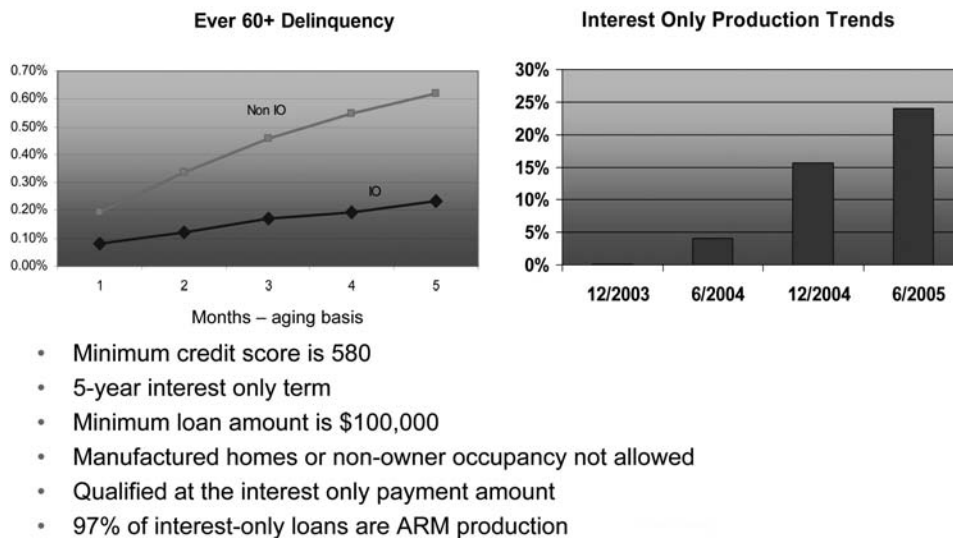 Ever 60+ Delinquency
0.70%
0.60%
0.50%
0.40%
0.30%
0.20%
0.10%
0.00%
Non IO
IO
1 2 3 4 5
Months – aging basis
Interest Only Production Trends
30%
25%
20%
15%
10%
5%
0%
12/2003 6/2004 12/2004 6/2005
• Minimum credit score is 580
• 5-year interest only term
• Minimum loan amount is $100,000
• Manufactured homes or non-owner occupancy not allowed
• Qualified at the interest only payment amount
• 97% of interest-only loans are ARM production